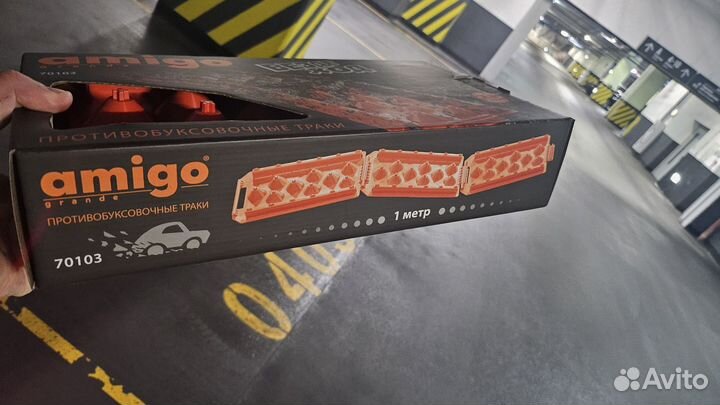 amigo
grande
70103
ПРОТИВОБУКСОВОЧНЫЕ ТРАКИ
amigo®
grande
ПРОТИВОБУКСОВОЧНЫЕ ТРАКИ
70103
1 метр
040
Avito